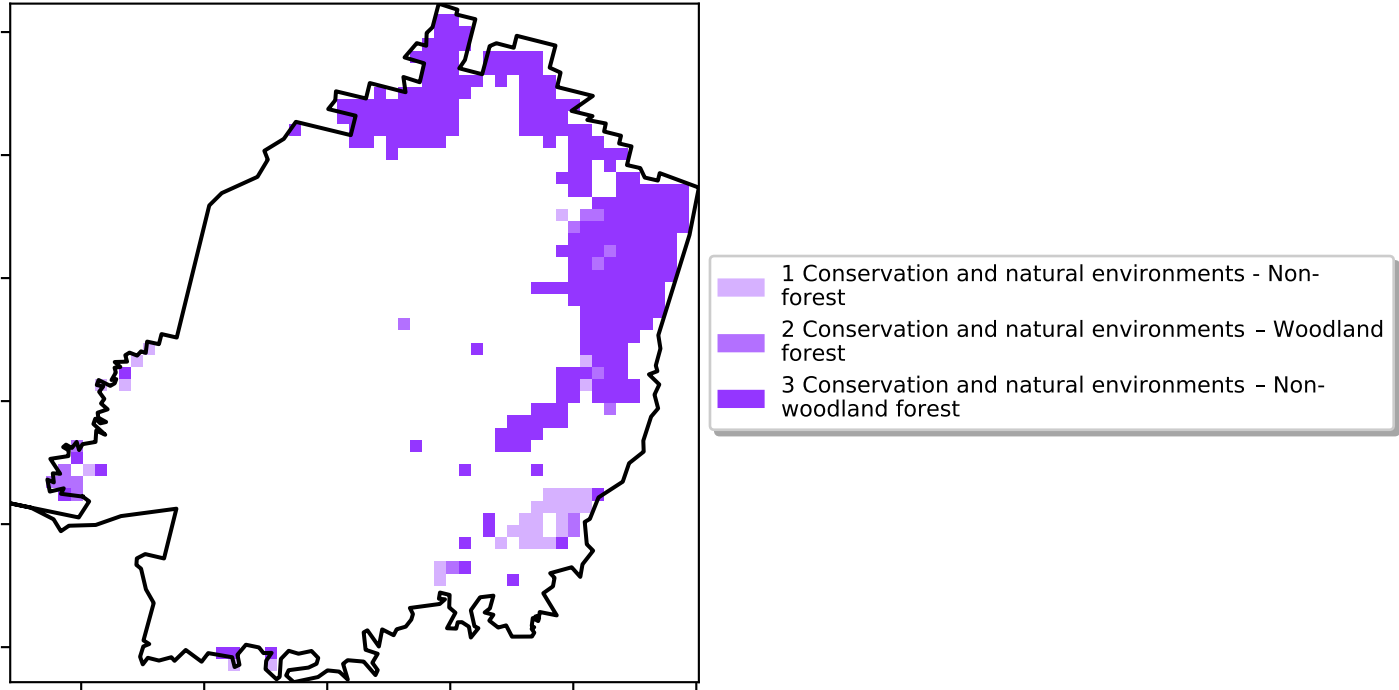 1 Conservation and natural environments - Non-
forest
2 Conservation and natural environments – Woodland
forest
3 Conservation and natural environments – Non-
woodland forest